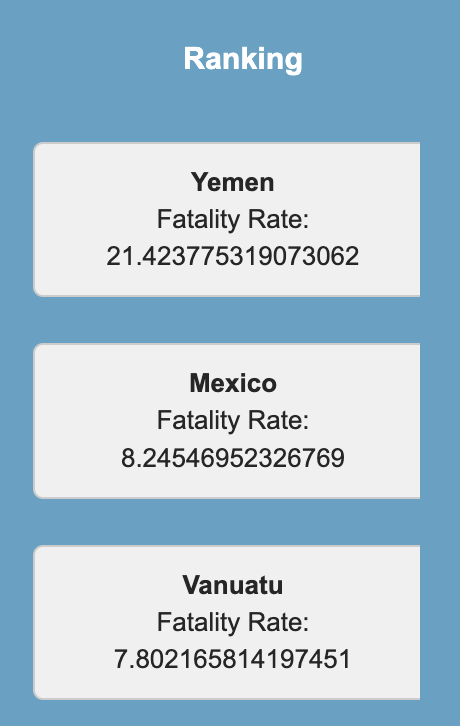 Ranking
Yemen
Fatality Rate:
21.423775319073062
Mexico
Fatality Rate:
8.24546952326769
Vanuatu
Fatality Rate:
7.802165814197451